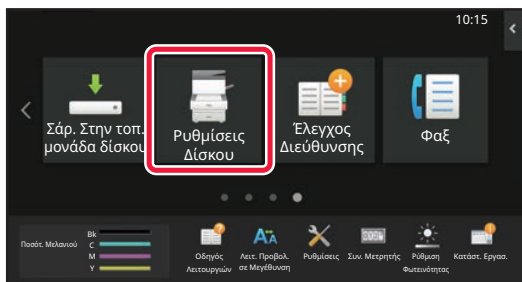 10:15
Σάρ. Στην τοπ.
μονάδα δίσκου
Ρυθμίσεις
Δίσκου
Έλεγχος
Διεύθυνσης
Φαξ
Ποσότ. Μελανιού
Bk
C
M
Y
Οδηγός
Λειτουργιών
Λειτ. Προβολ.
σε Μεγέθυνση
Ρυθμίσεις
Συν. Μετρητής
Ρύθμιση
Φωτεινότητας
Κατάστ. Εργασ.